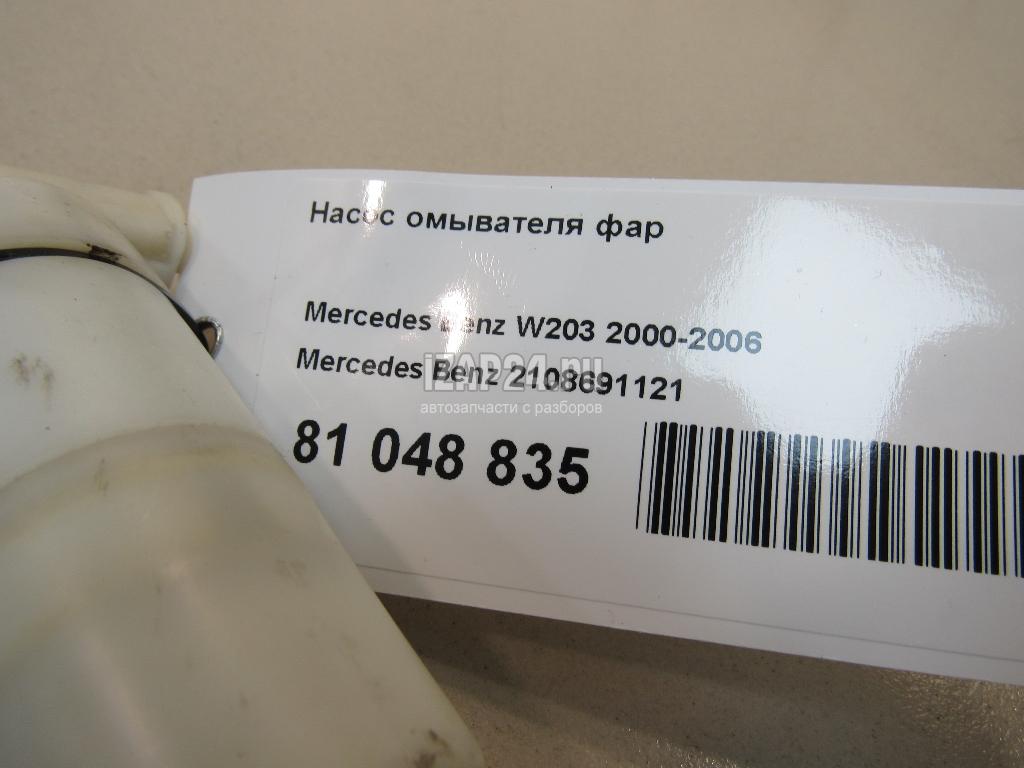 Насос омывателя фар
Mercedes Benz W203 2000-2006
Mercedes Benz 2108691121
iZAP24.ru
автозапчасти с разборов
81 048 835